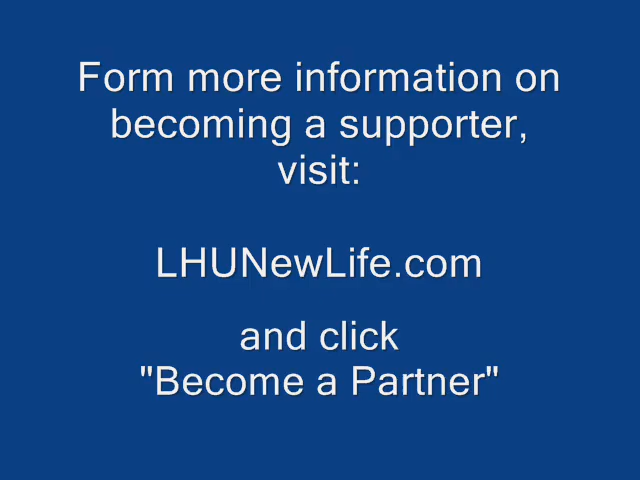 Form more information on
becoming a supporter,
visit:
LHUNewLife.com
and click
"Become a Partner"